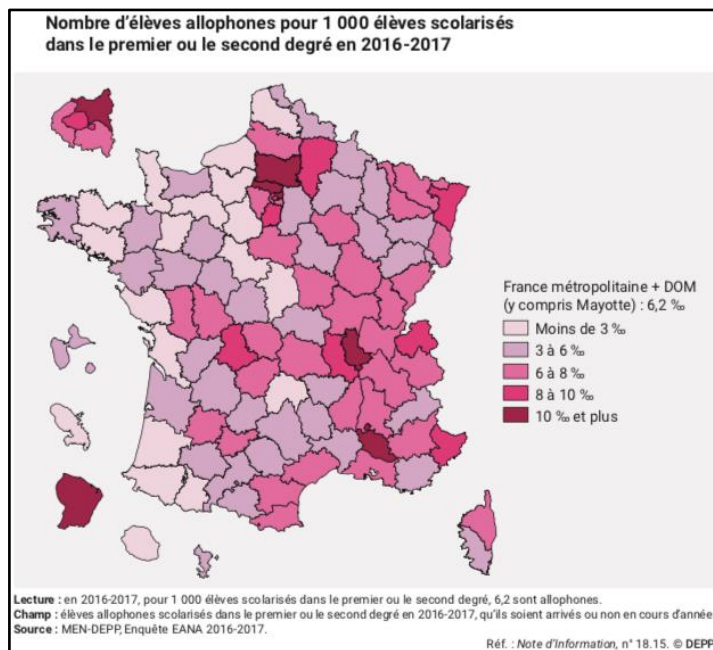 Nombre d'élèves allophones pour 1 000 élèves scolarisés
dans le premier ou le second degré en 2016-2017
France métropolitaine + DOM
(y compris Mayotte) : 6,2 ‰
Moins de 3 ‰
3 à 6 ‰
6 à 8 ‰
8 à 10 ‰
10 ‰ et plus
Lecture : en 2016-2017, pour 1 000 élèves scolarisés dans le premier ou le second degré, 6,2 sont allophones.
Champ : élèves allophones scolarisés dans le premier ou le second degré en 2016-2017, qu'ils soient arrivés ou non en cours d'année
Source : MEN-DEPP, Enquête EANA 2016-2017.
Réf. : Note d'Information, n° 18.15. © DEPP